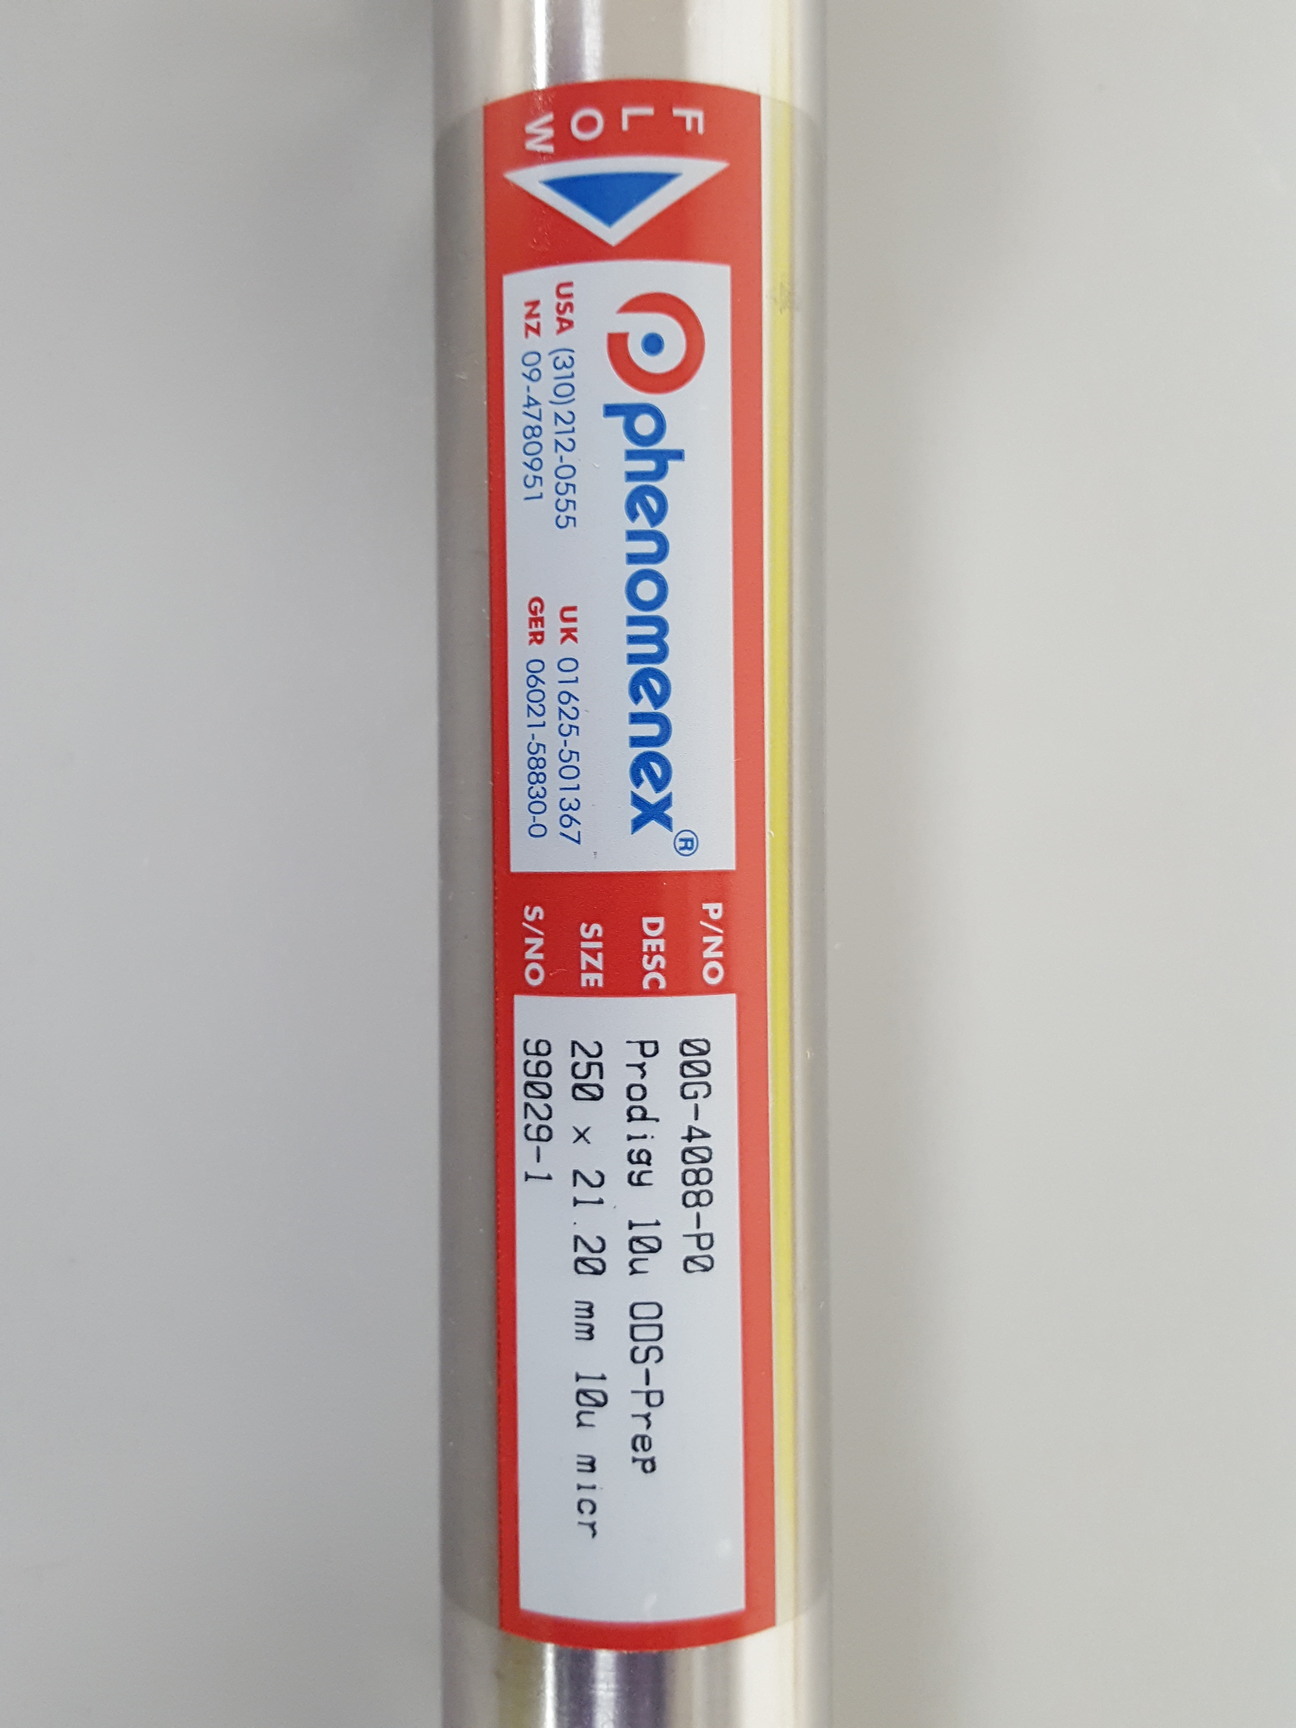 FLOW
phenomenex®
USA (310) 212-0555 UK 01625-501367
NZ 09-4780951 GER 06021-58830-0
P/NO 00G-4088-P0
DESC Prodigy 10u ODS-Prep
SIZE 250 x 21.20 mm 10u micr
S/NO 99029-1